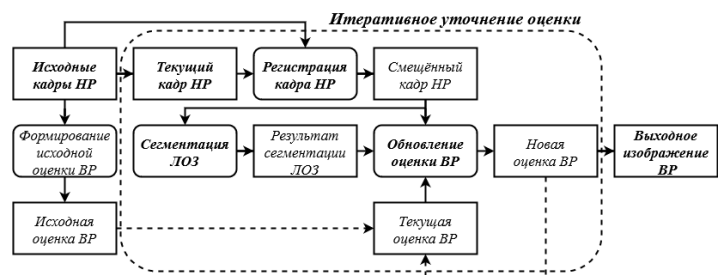 Итеративное уточнение оценки
Исходные
кадры НР
Текущий
кадр НР
Регистрация
кадра НР
Смещённый
кадр НР
Формирование
исходной
оценки ВР
Сегментация
ЛОЗ
Результат
сегментации
ЛОЗ
Обновление
оценки ВР
Новая
оценка ВР
Выходное
изображение
ВР
Исходная
оценка ВР
Текущая
оценка ВР